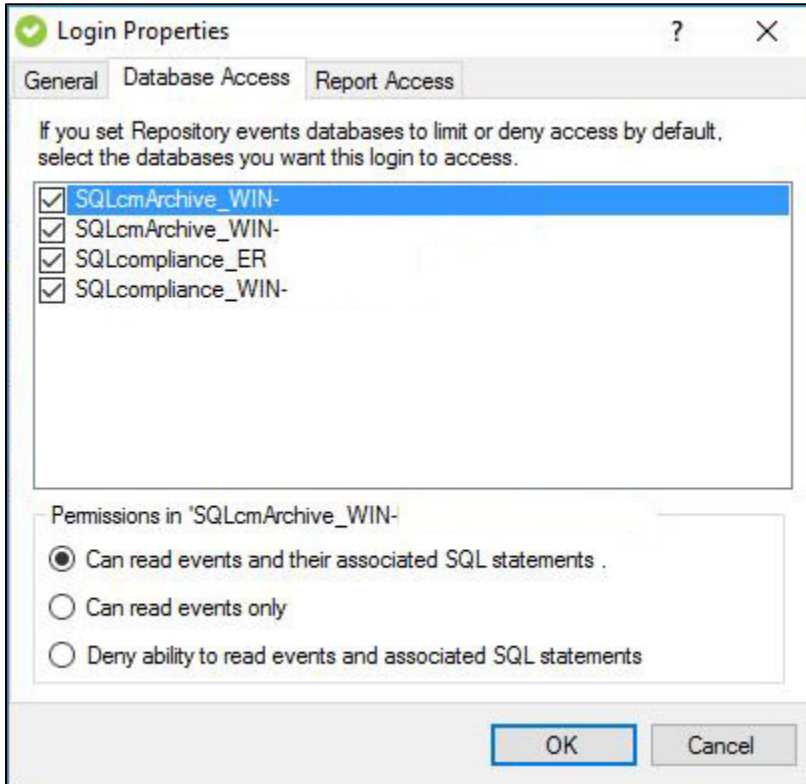 Login Properties
?
General Database Access Report Access
If you set Repository events databases to limit or deny access by default,
select the databases you want this login to access.
SQLcmArchive_WIN-
SQLcmArchive_WIN-
SQLcompliance_ER
SQLcompliance_WIN-
Permissions in 'SQLcmArchive_WIN-
Can read events and their associated SQL statements .
Can read events only
Deny ability to read events and associated SQL statements
OK Cancel